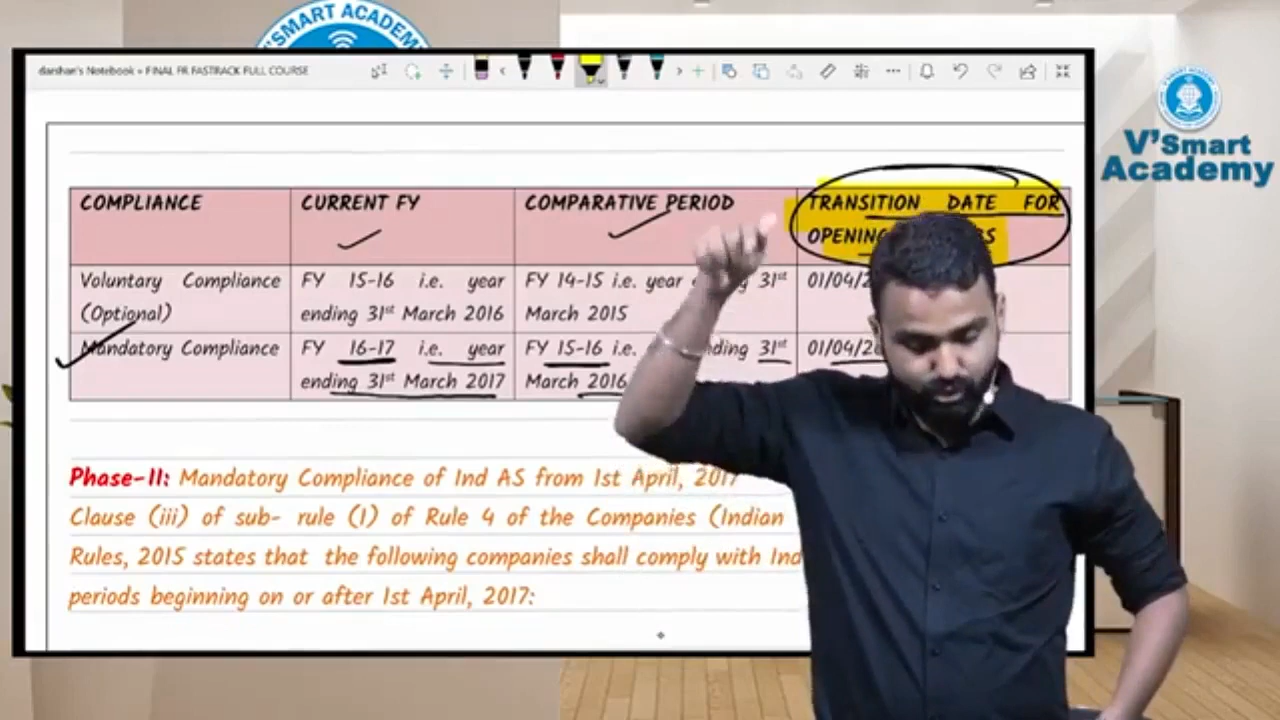 V'SMART ACADEMY
darshan's Notebook » FINAL FR FASTRACK FULL COURSE
V'Smart
Academy
COMPLIANCE CURRENT FY COMPARATIVE PERIOD TRANSITION DATE FOR
OPENING
Voluntary Compliance FY 15-16 i.e. year FY 14-15 i.e. year 31st 01/04/2
(Optional) ending 31st March 2016 March 2015
Mandatory Compliance FY 16-17 i.e. year FY 15-16 i.e. ending 31st 01/04/20
ending 31st March 2017 March 2016
Phase-II: Mandatory Compliance of Ind AS from 1st April, 2017
Clause (iii) of sub- rule (1) of Rule 4 of the Companies (Indian
Rules, 2015 states that the following companies shall comply with Ind
periods beginning on or after 1st April, 2017: